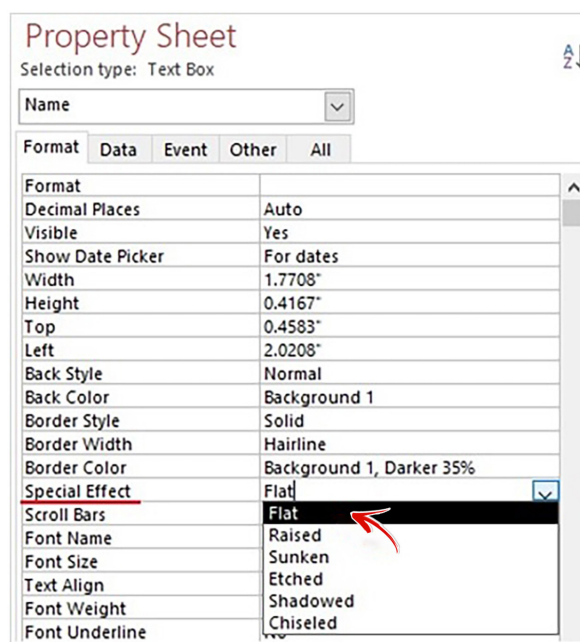 Property Sheet
Selection type: Text Box
A
Z
Name
Format Data Event Other All
Format
Decimal Places Auto
Visible Yes
Show Date Picker For dates
Width 1.7708"
Height 0.4167"
Top 0.4583"
Left 2.0208"
Back Style Normal
Back Color Background 1
Border Style Solid
Border Width Hairline
Border Color Background 1, Darker 35%
Special Effect Flat
Scroll Bars Flat
Font Name Raised
Font Size Sunken
Text Align Etched
Font Weight Shadowed
Font Underline Chiseled